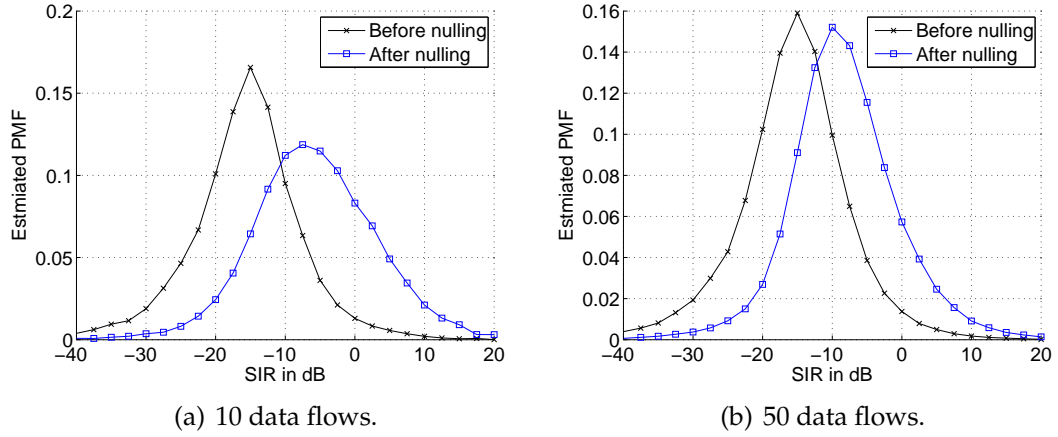 0.2
0.15
0.1
0.05
0
Estmiated PMF
Before nulling
After nulling
−40 −30 −20 −10 0 10 20
SIR in dB
(a) 10 data flows.
0.16
0.14
0.12
0.1
0.08
0.06
0.04
0.02
0
Estmiated PMF
Before nulling
After nulling
−40 −30 −20 −10 0 10 20
SIR in dB
(b) 50 data flows.